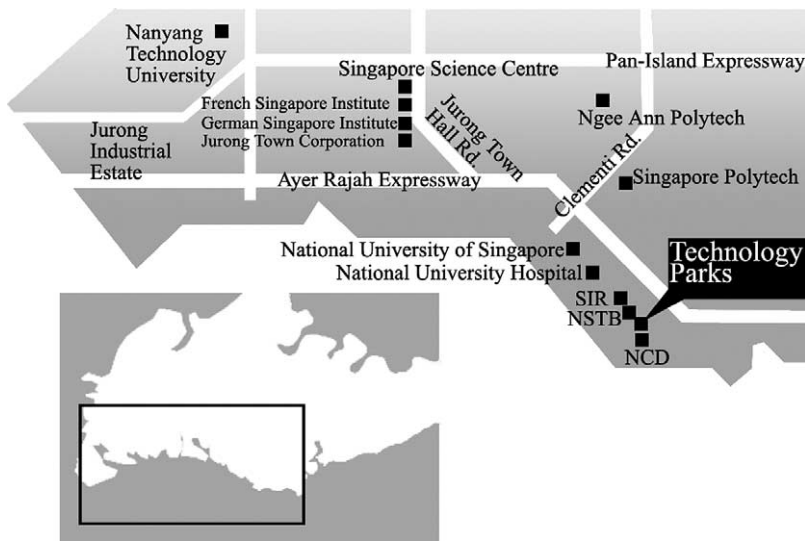 Nanyang
Technology
University
Singapore Science Centre
Pan-Island Expressway
French Singapore Institute
German Singapore Institute
Jurong Town Corporation
Jurong Town
Hall Rd.
Ngee Ann Polytech
Jurong
Industrial
Estate
Clementi Rd.
Ayer Rajah Expressway
Singapore Polytech
National University of Singapore
National University Hospital
Technology
Parks
SIR
NSTB
NCD